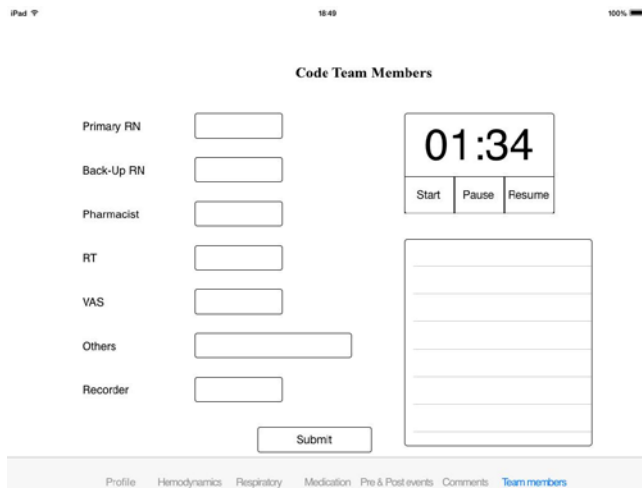 iPad 18:49 100%
Code Team Members
Primary RN
Back-Up RN
Pharmacist
RT
VAS
Others
Recorder
Submit
01:34
Start Pause Resume
Profile Hemodynamics Respiratory Medication Pre & Post events Comments Team members